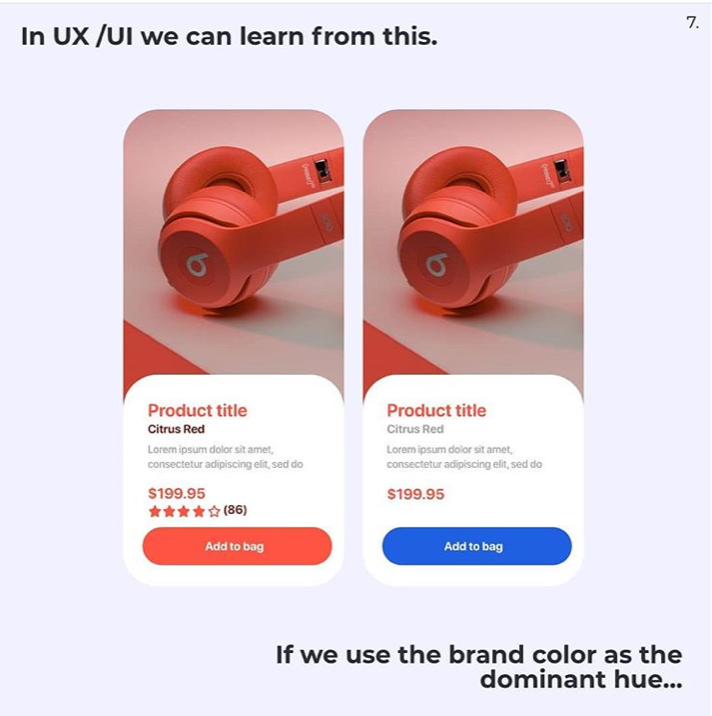 In UX /UI we can learn from this.
7.
Product title
Citrus Red
Lorem ipsum dolor sit amet,
consectetur adipiscing elit, sed do
$199.95
(86)
Add to bag
Product title
Citrus Red
Lorem ipsum dolor sit amet,
consectetur adipiscing elit, sed do
$199.95
Add to bag
If we use the brand color as the
dominant hue...